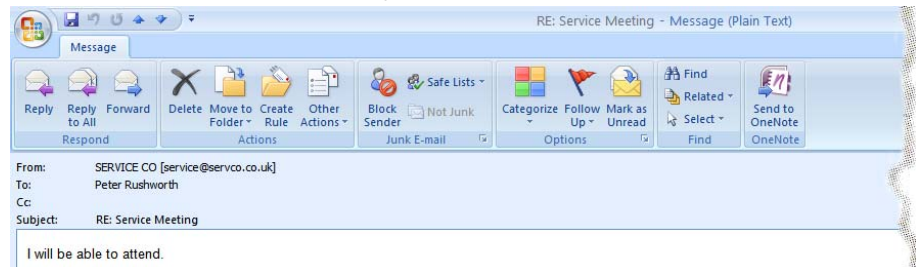 RE: Service Meeting - Message (Plain Text)
Message
Reply Reply to All Forward
Respond
Delete Move to Folder Create Rule Other Actions
Actions
Block Sender Safe Lists Not Junk
Junk E-mail
Categorize Follow Up Mark as Unread
Options
Find Related Select
Find
Send to OneNote
OneNote
From: SERVICE CO [service@servco.co.uk]
To: Peter Rushworth
Cc:
Subject: RE: Service Meeting
I will be able to attend.